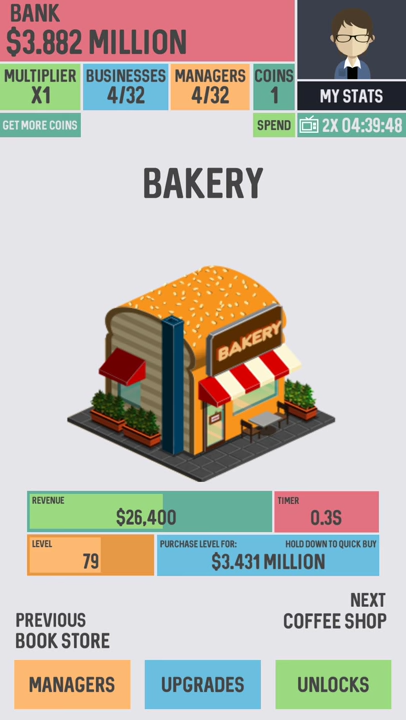 BANK
$3.882 MILLION
MULTIPLIER
X1
BUSINESSES
4/32
MANAGERS
4/32
COINS
1
MY STATS
GET MORE COINS
SPEND
2X 04:39:48
BAKERY
BAKERY
REVENUE
$26,400
TIMER
0.3S
LEVEL
79
PURCHASE LEVEL FOR:
HOLD DOWN TO QUICK BUY
$3.431 MILLION
PREVIOUS
BOOK STORE
NEXT
COFFEE SHOP
MANAGERS
UPGRADES
UNLOCKS